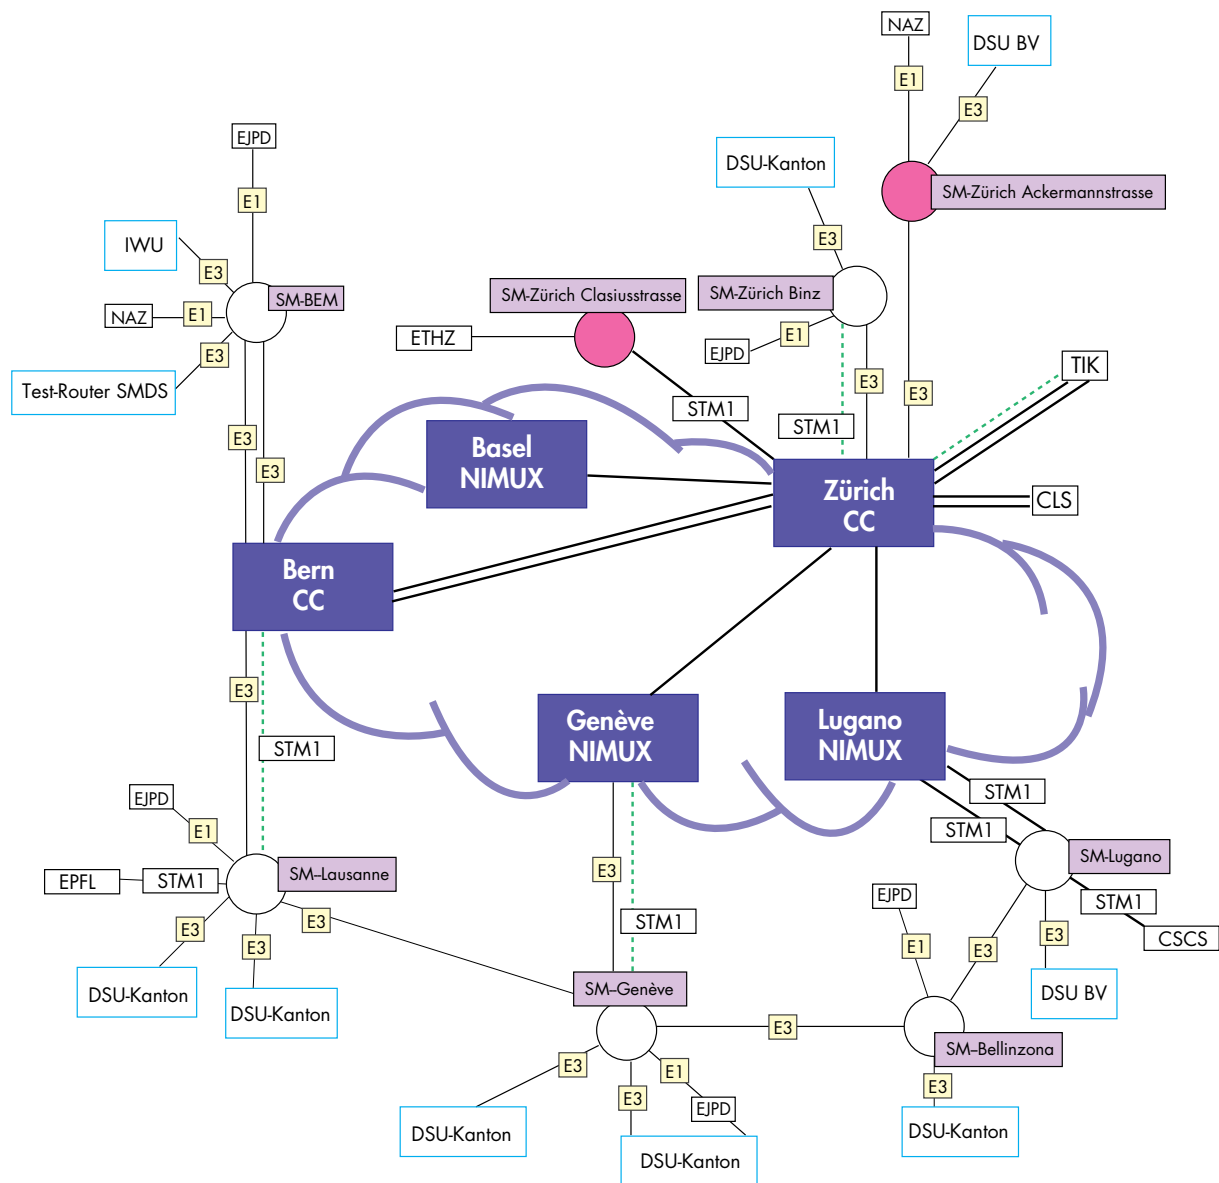 NAZ
DSU BV
E1
E3
EJPD
DSU-Kanton
SM-Zürich Ackermannstrasse
E1
IWU
E3
E3
SM-BEM
SM-Zürich Clasiusstrasse
SM-Zürich Binz
NAZ
E1
ETHZ
E1
EJPD
E3
Test-Router SMDS
TIK
E3
E3
STM1
STM1
E3
E3
Basel
NIMUX
Zürich
CC
CLS
Bern
CC
E3
STM1
Genève
NIMUX
Lugano
NIMUX
EJPD
E1
STM1
STM1
SM-Lugano
EPFL
STM1
SM–Lausanne
E3
EJPD
STM1
CSCS
E3
E3
E3
STM1
E1
E3
E3
DSU-Kanton
DSU-Kanton
SM–Genève
DSU BV
E3
SM–Bellinzona
E3
E1
E3
E3
EJPD
DSU-Kanton
DSU-Kanton
DSU-Kanton